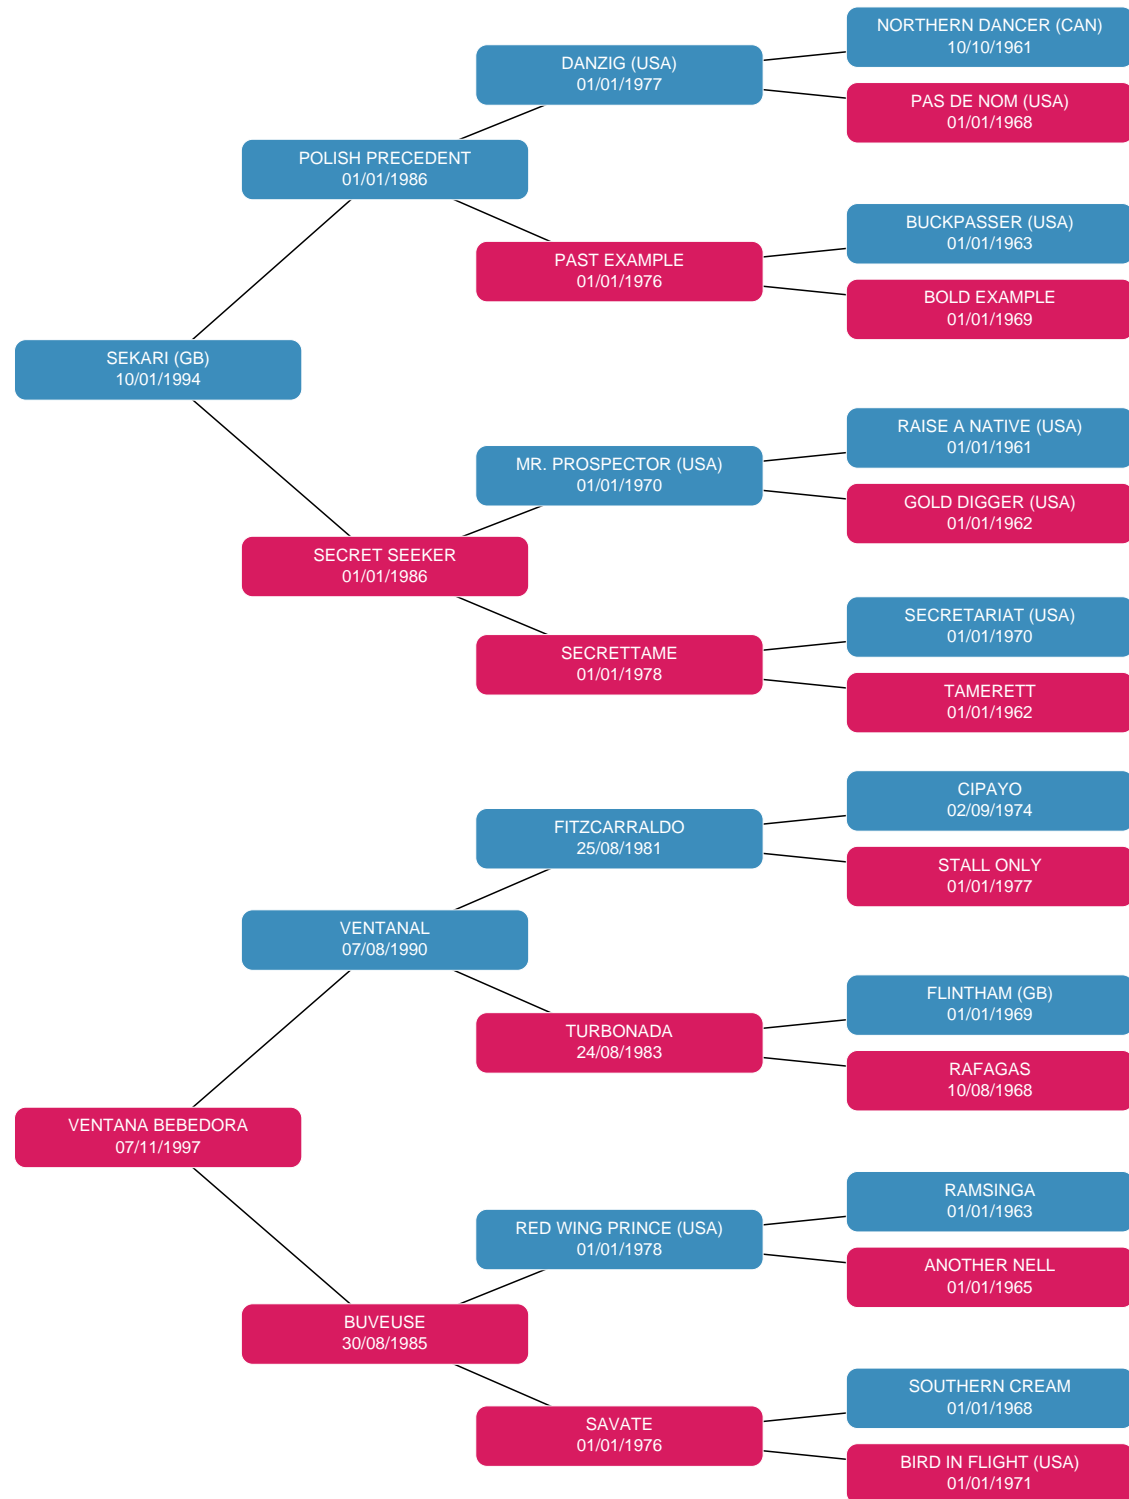 NORTHERN DANCER (CAN)
10/10/1961
DANZIG (USA)
01/01/1977
PAS DE NOM (USA)
01/01/1968
POLISH PRECEDENT
01/01/1986
BUCKPASSER (USA)
01/01/1963
PAST EXAMPLE
01/01/1976
BOLD EXAMPLE
01/01/1969
SEKARI (GB)
10/01/1994
RAISE A NATIVE (USA)
01/01/1961
MR. PROSPECTOR (USA)
01/01/1970
GOLD DIGGER (USA)
01/01/1962
SECRET SEEKER
01/01/1986
SECRETARIAT (USA)
01/01/1970
SECRETTAME
01/01/1978
TAMERETT
01/01/1962
CIPAYO
02/09/1974
FITZCARRALDO
25/08/1981
STALL ONLY
01/01/1977
VENTANAL
07/08/1990
FLINTHAM (GB)
01/01/1969
TURBONADA
24/08/1983
RAFAGAS
10/08/1968
VENTANA BEBEDORA
07/11/1997
RAMSINGA
01/01/1963
RED WING PRINCE (USA)
01/01/1978
ANOTHER NELL
01/01/1965
BUVEUSE
30/08/1985
SOUTHERN CREAM
01/01/1968
SAVATE
01/01/1976
BIRD IN FLIGHT (USA)
01/01/1971